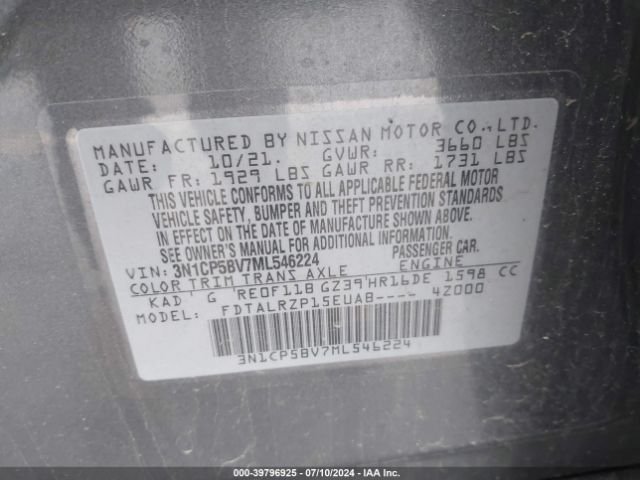 MANUFACTURED BY NISSAN MOTOR CO.,LTD.
DATE: 10/21. GVWR: 3660 LBS
GAWR FR: 1929 LBS GAWR RR: 1731 LBS
THIS VEHICLE CONFORMS TO ALL APPLICABLE FEDERAL MOTOR
VEHICLE SAFETY, BUMPER AND THEFT PREVENTION STANDARDS
IN EFFECT ON THE DATE OF MANUFACTURE SHOWN ABOVE.
SEE OWNER'S MANUAL FOR ADDITIONAL INFORMATION.
VIN: 3N1CP5BV7ML546224 PASSENGER CAR.
COLOR TRIM TRANS AXLE ENGINE
KAD G RE0F11B GZ39 HR16DE 1598 CC
FDTALRZP15EUAB---- 4Z000
3N1CP5BV7ML546224
000-39796925 / 07/10/2024 / IAA.COM